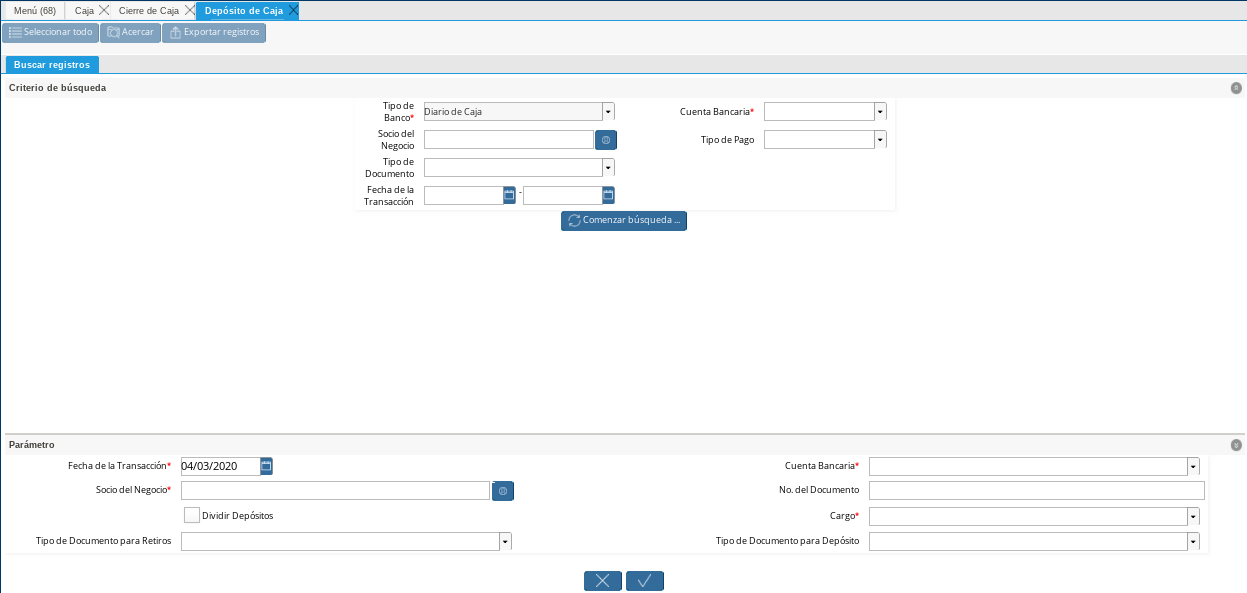 Menú (68) Caja Cierre de Caja Depósito de Caja
Seleccionar todo Acercar Exportar registros
Buscar registros
Criterio de búsqueda
Tipo de Banco* Diario de Caja Cuenta Bancaria*
Socio del Negocio Tipo de Pago
Tipo de Documento
Fecha de la Transacción -
Comenzar búsqueda ...
Parámetro
Fecha de la Transacción* 04/03/2020 Cuenta Bancaria*
Socio del Negocio* No. del Documento
Dividir Depósitos Cargo*
Tipo de Documento para Retiros Tipo de Documento para Depósito